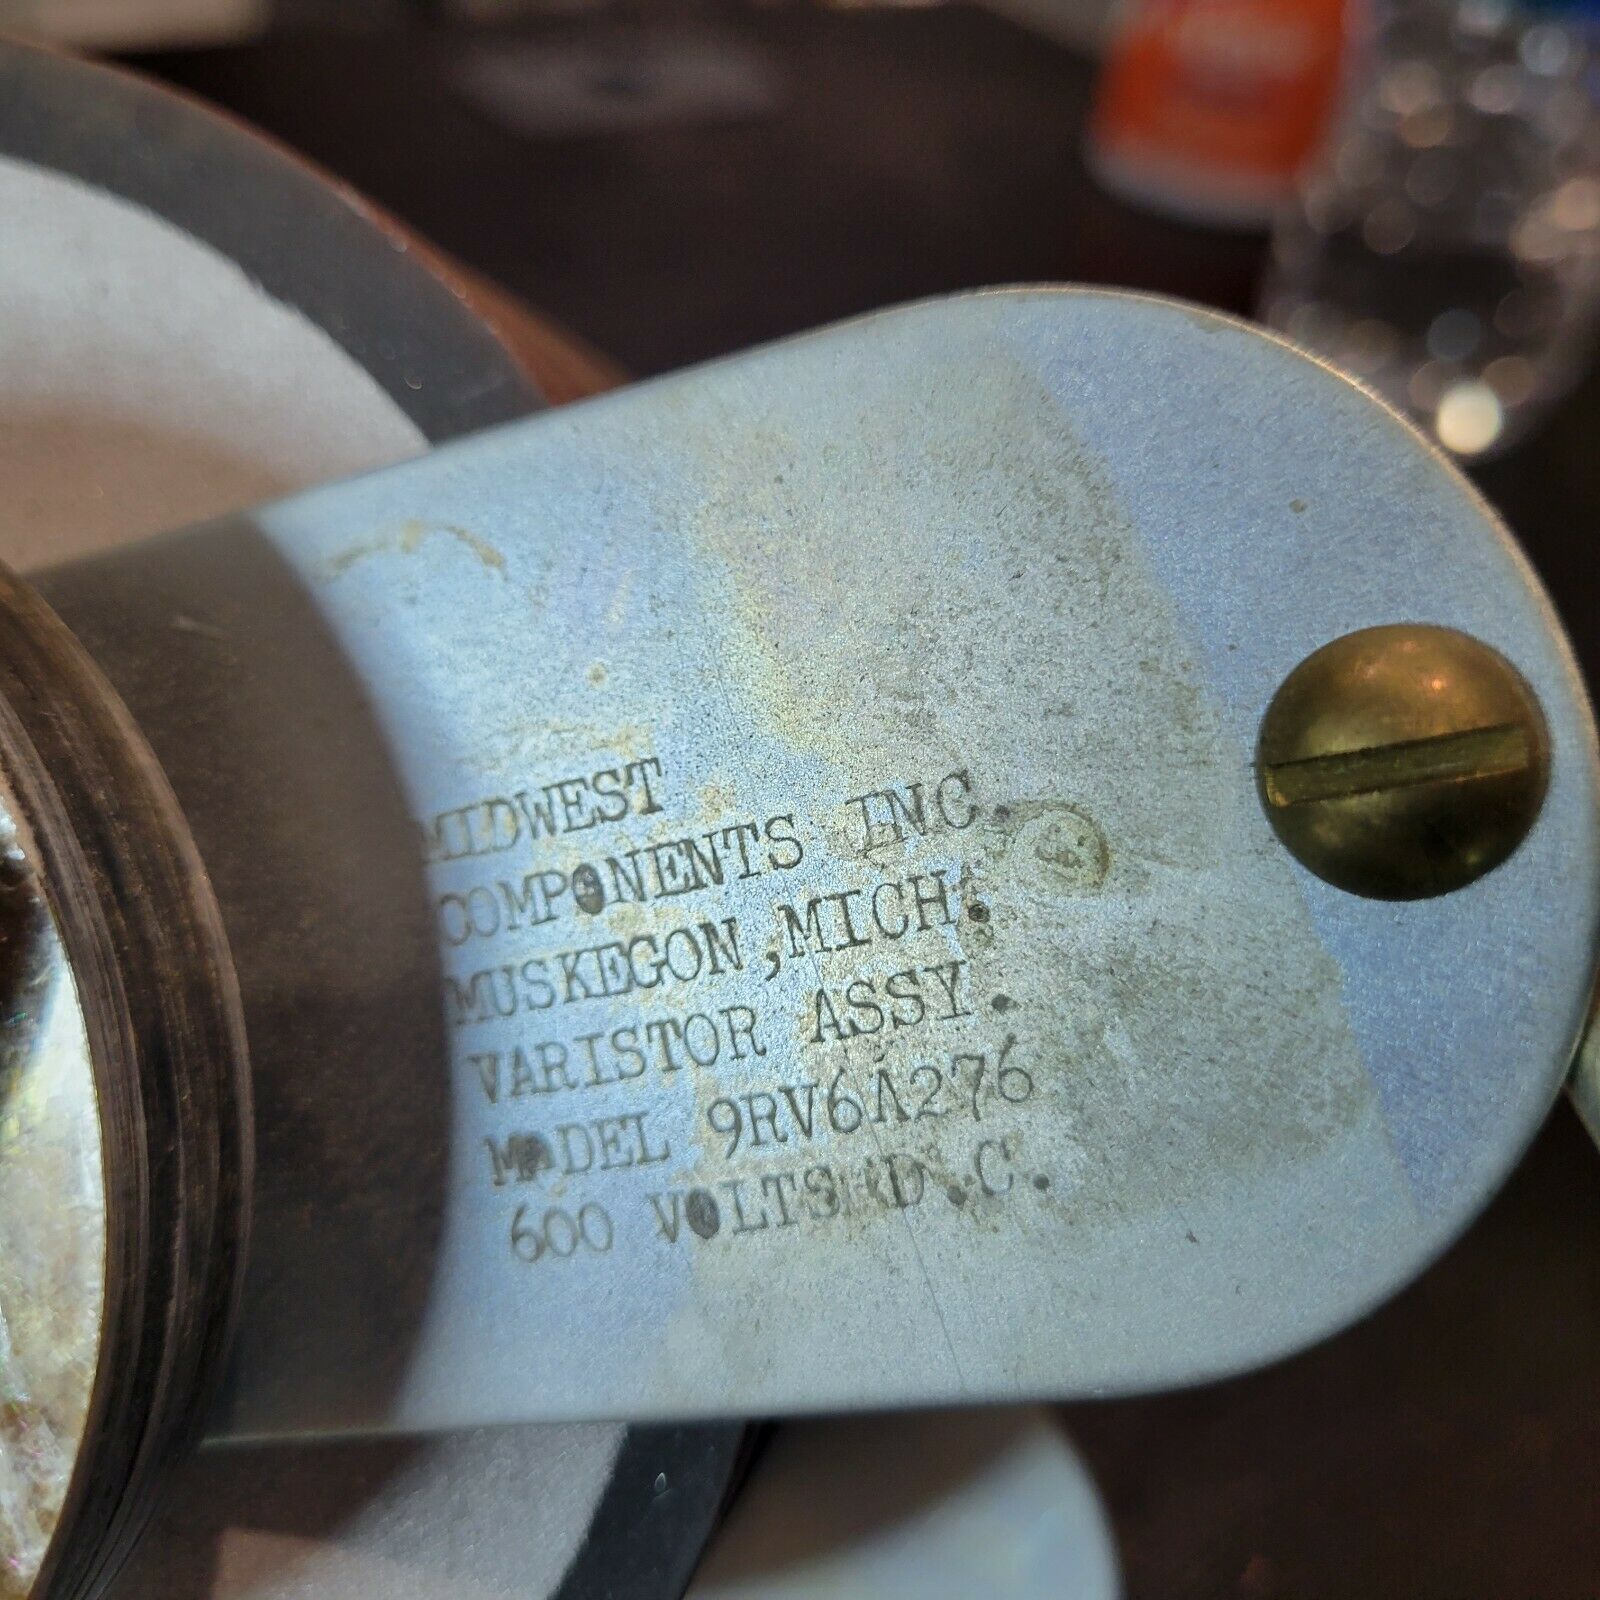 MIDWEST
COMPONENTS INC.
MUSKEGON,MICH.
VARISTOR ASSY.
MODEL 9RV6A276
600 VOLTS D.C.